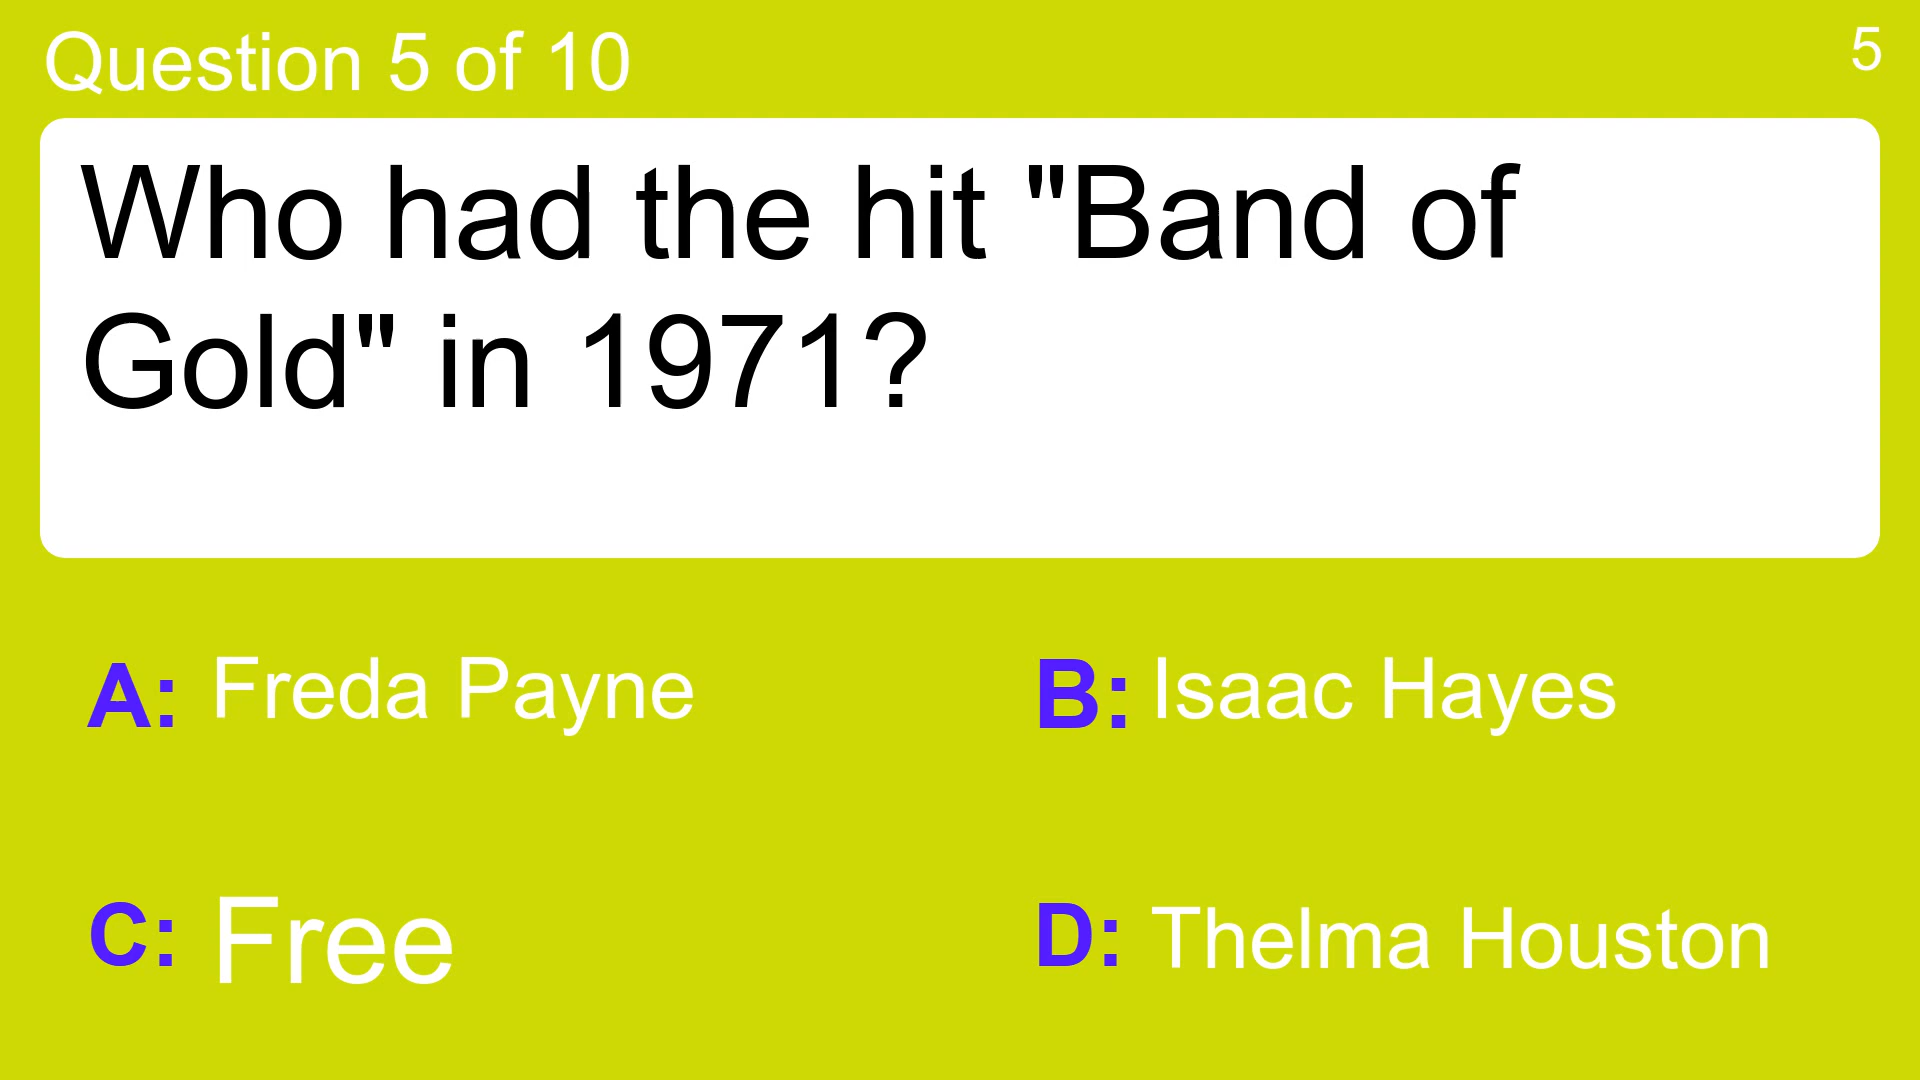 Question 5 of 10
5
Who had the hit "Band of
Gold" in 1971?
A: Freda Payne
B: Isaac Hayes
C: Free
D: Thelma Houston